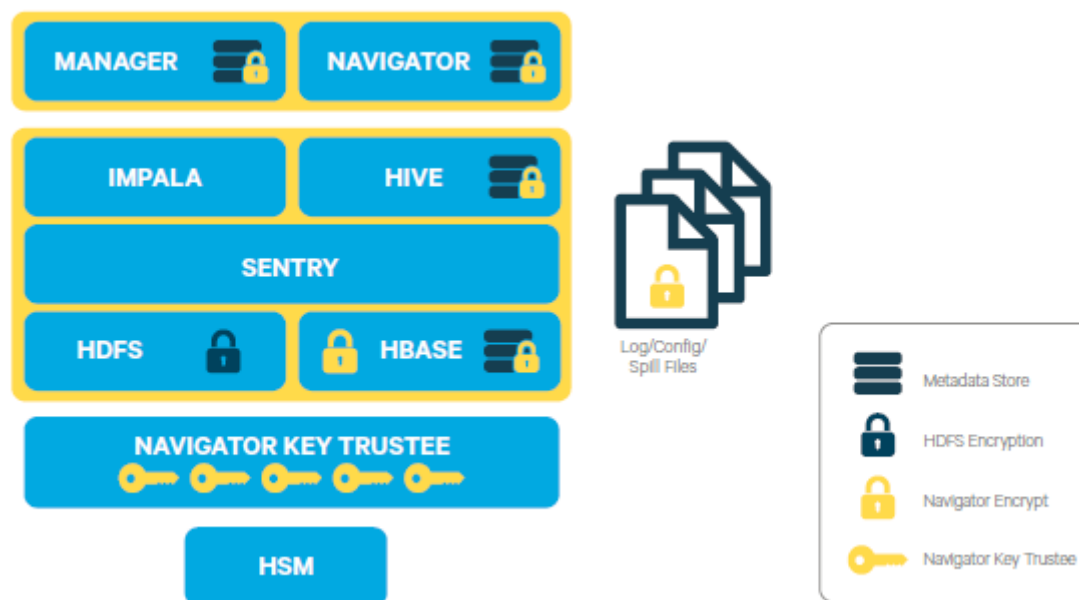 MANAGER
NAVIGATOR
IMPALA
HIVE
SENTRY
HDFS
HBASE
NAVIGATOR KEY TRUSTEE
HSM
Log/Config/
Spill Files
Metadata Store
HDFS Encryption
Navigator Encrypt
Navigator Key Trustee